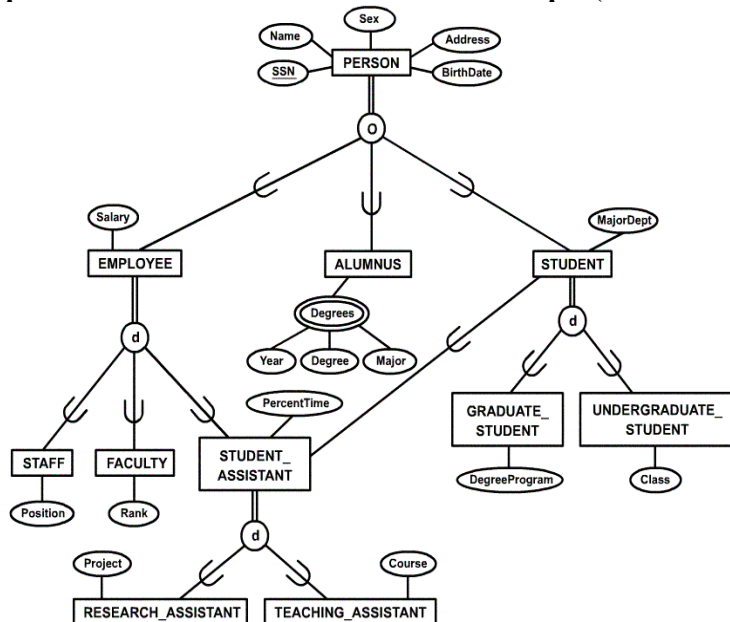 Sex
Name
Address
SSN
PERSON
BirthDate
O
Salary
MajorDept
EMPLOYEE
ALUMNUS
STUDENT
Degrees
d
d
Year
Degree
Major
PercentTime
GRADUATE_
STUDENT
UNDERGRADUATE_
STUDENT
STAFF
FACULTY
STUDENT_
ASSISTANT
DegreeProgram
Class
Position
Rank
d
Project
Course
RESEARCH_ASSISTANT
TEACHING_ASSISTANT